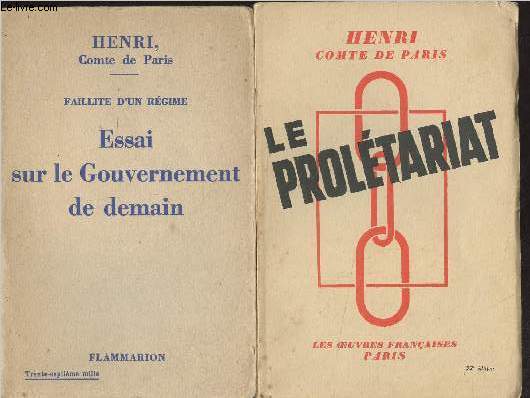 HENRI,
Comte de Paris
FAILLITE D'UN RÉGIME
Essai
sur le Gouvernement
de demain
FLAMMARION
Trente-septième mille
HENRI
COMTE DE PARIS
LE
PROLÉTARIAT
LES ŒUVRES FRANÇAISES
PARIS